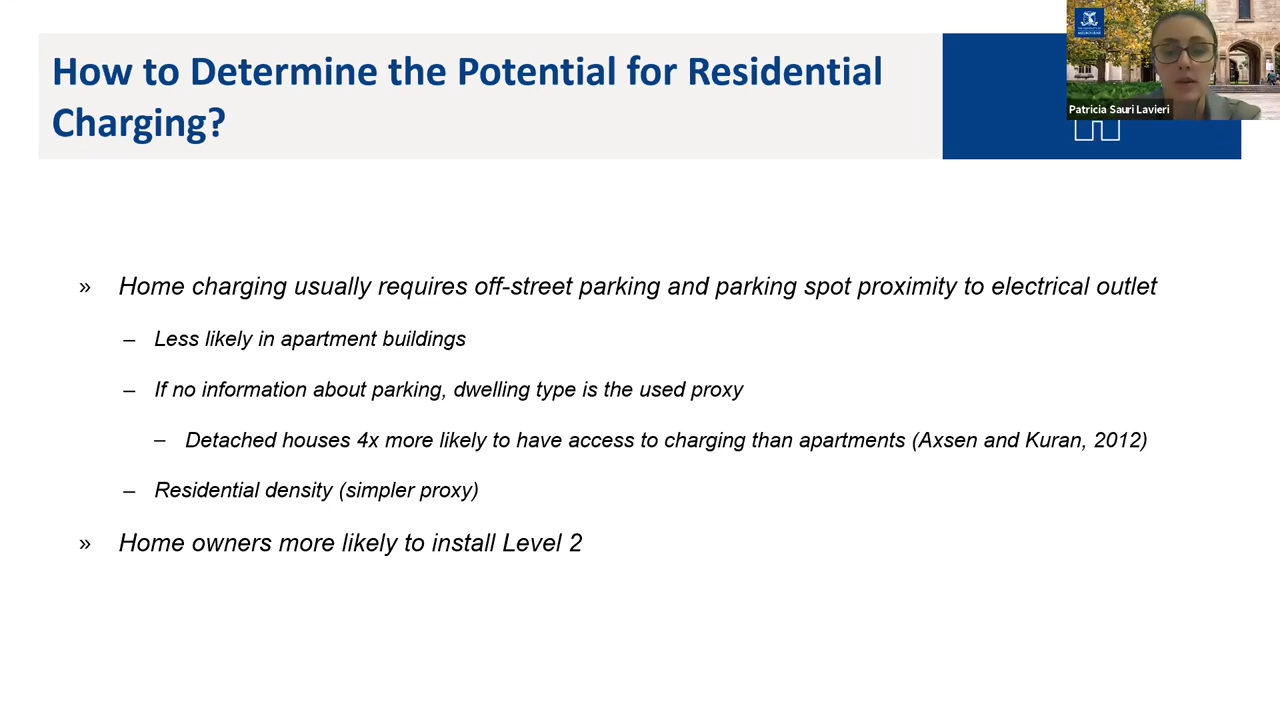 How to Determine the Potential for Residential
Charging?
Patricia Sauri Lavieri
» Home charging usually requires off-street parking and parking spot proximity to electrical outlet
– Less likely in apartment buildings
– If no information about parking, dwelling type is the used proxy
– Detached houses 4x more likely to have access to charging than apartments (Axsen and Kuran, 2012)
– Residential density (simpler proxy)
» Home owners more likely to install Level 2